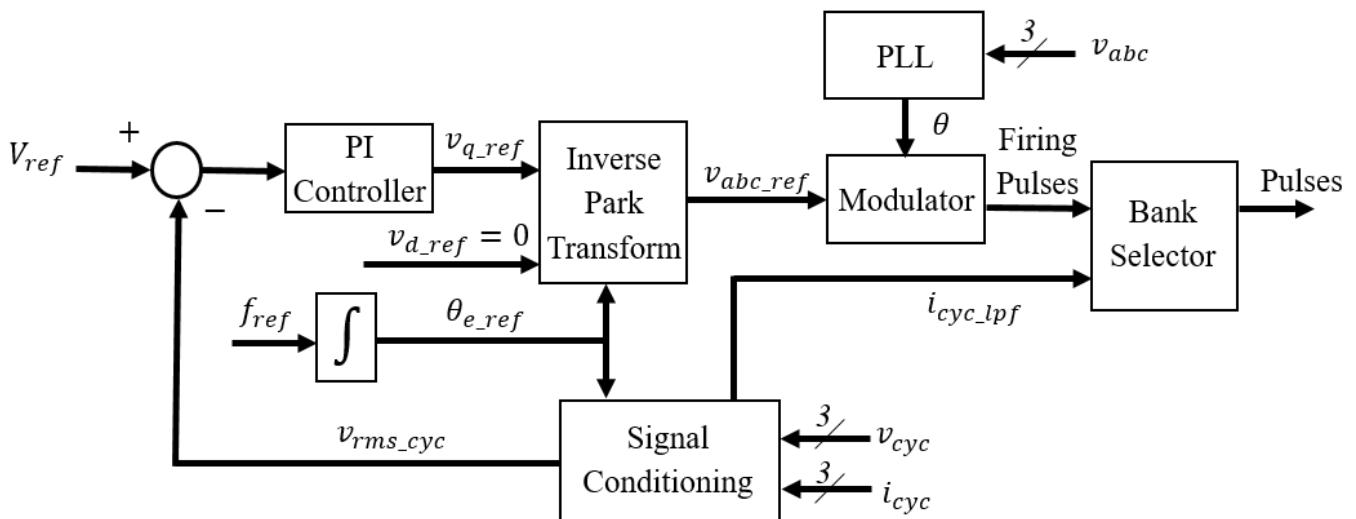 3
PLL
v_abc
+
V_ref
−
PI
Controller
v_q_ref
v_d_ref = 0
Inverse
Park
Transform
v_abc_ref
θ
Modulator
Firing
Pulses
Bank
Selector
Pulses
f_ref
∫
θ_e_ref
i_cyc_lpf
v_rms_cyc
Signal
Conditioning
3
v_cyc
3
i_cyc